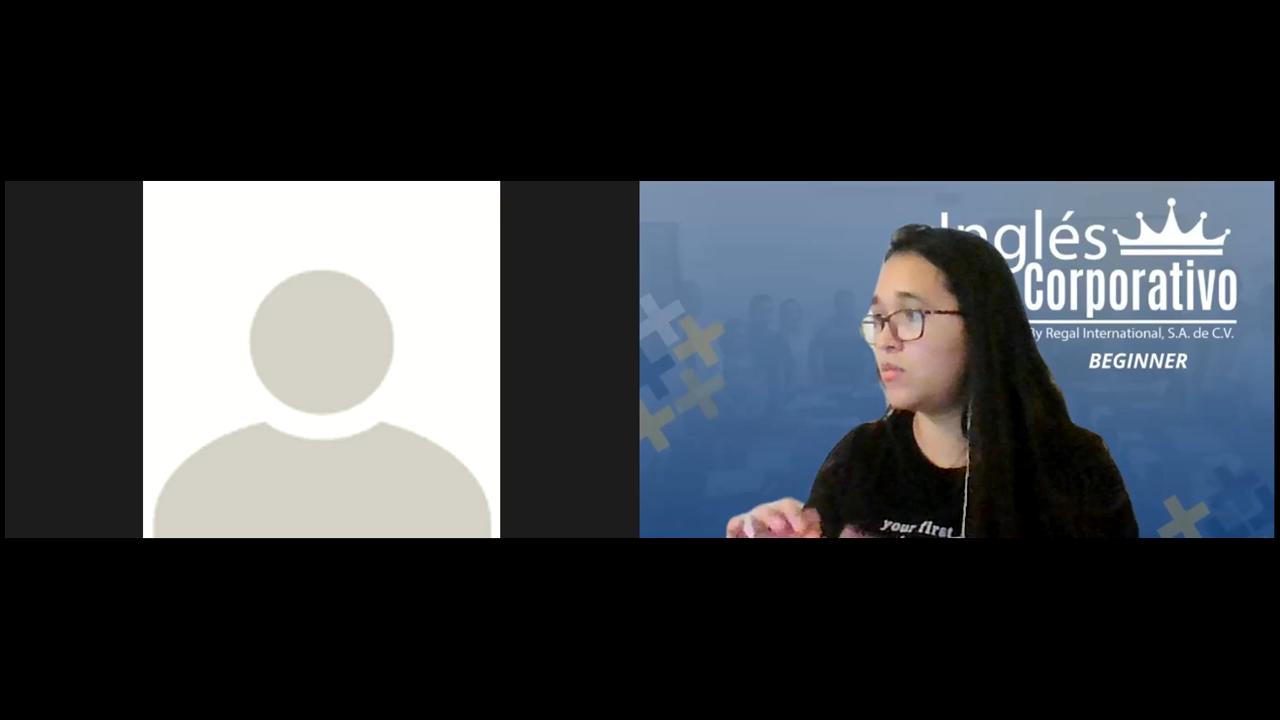 Inglés
Corporativo
By Regal International, S.A. de C.V.
BEGINNER
your first